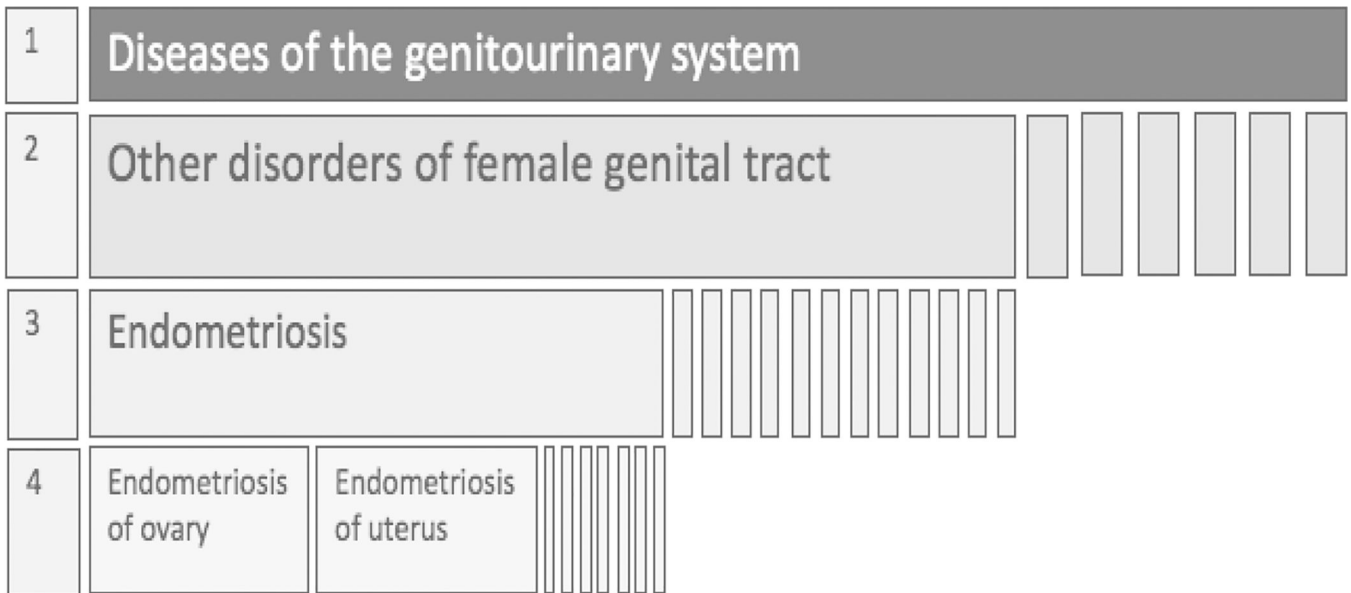 1
Diseases of the genitourinary system
2
Other disorders of female genital tract
3
Endometriosis
4
Endometriosis
of ovary
Endometriosis
of uterus